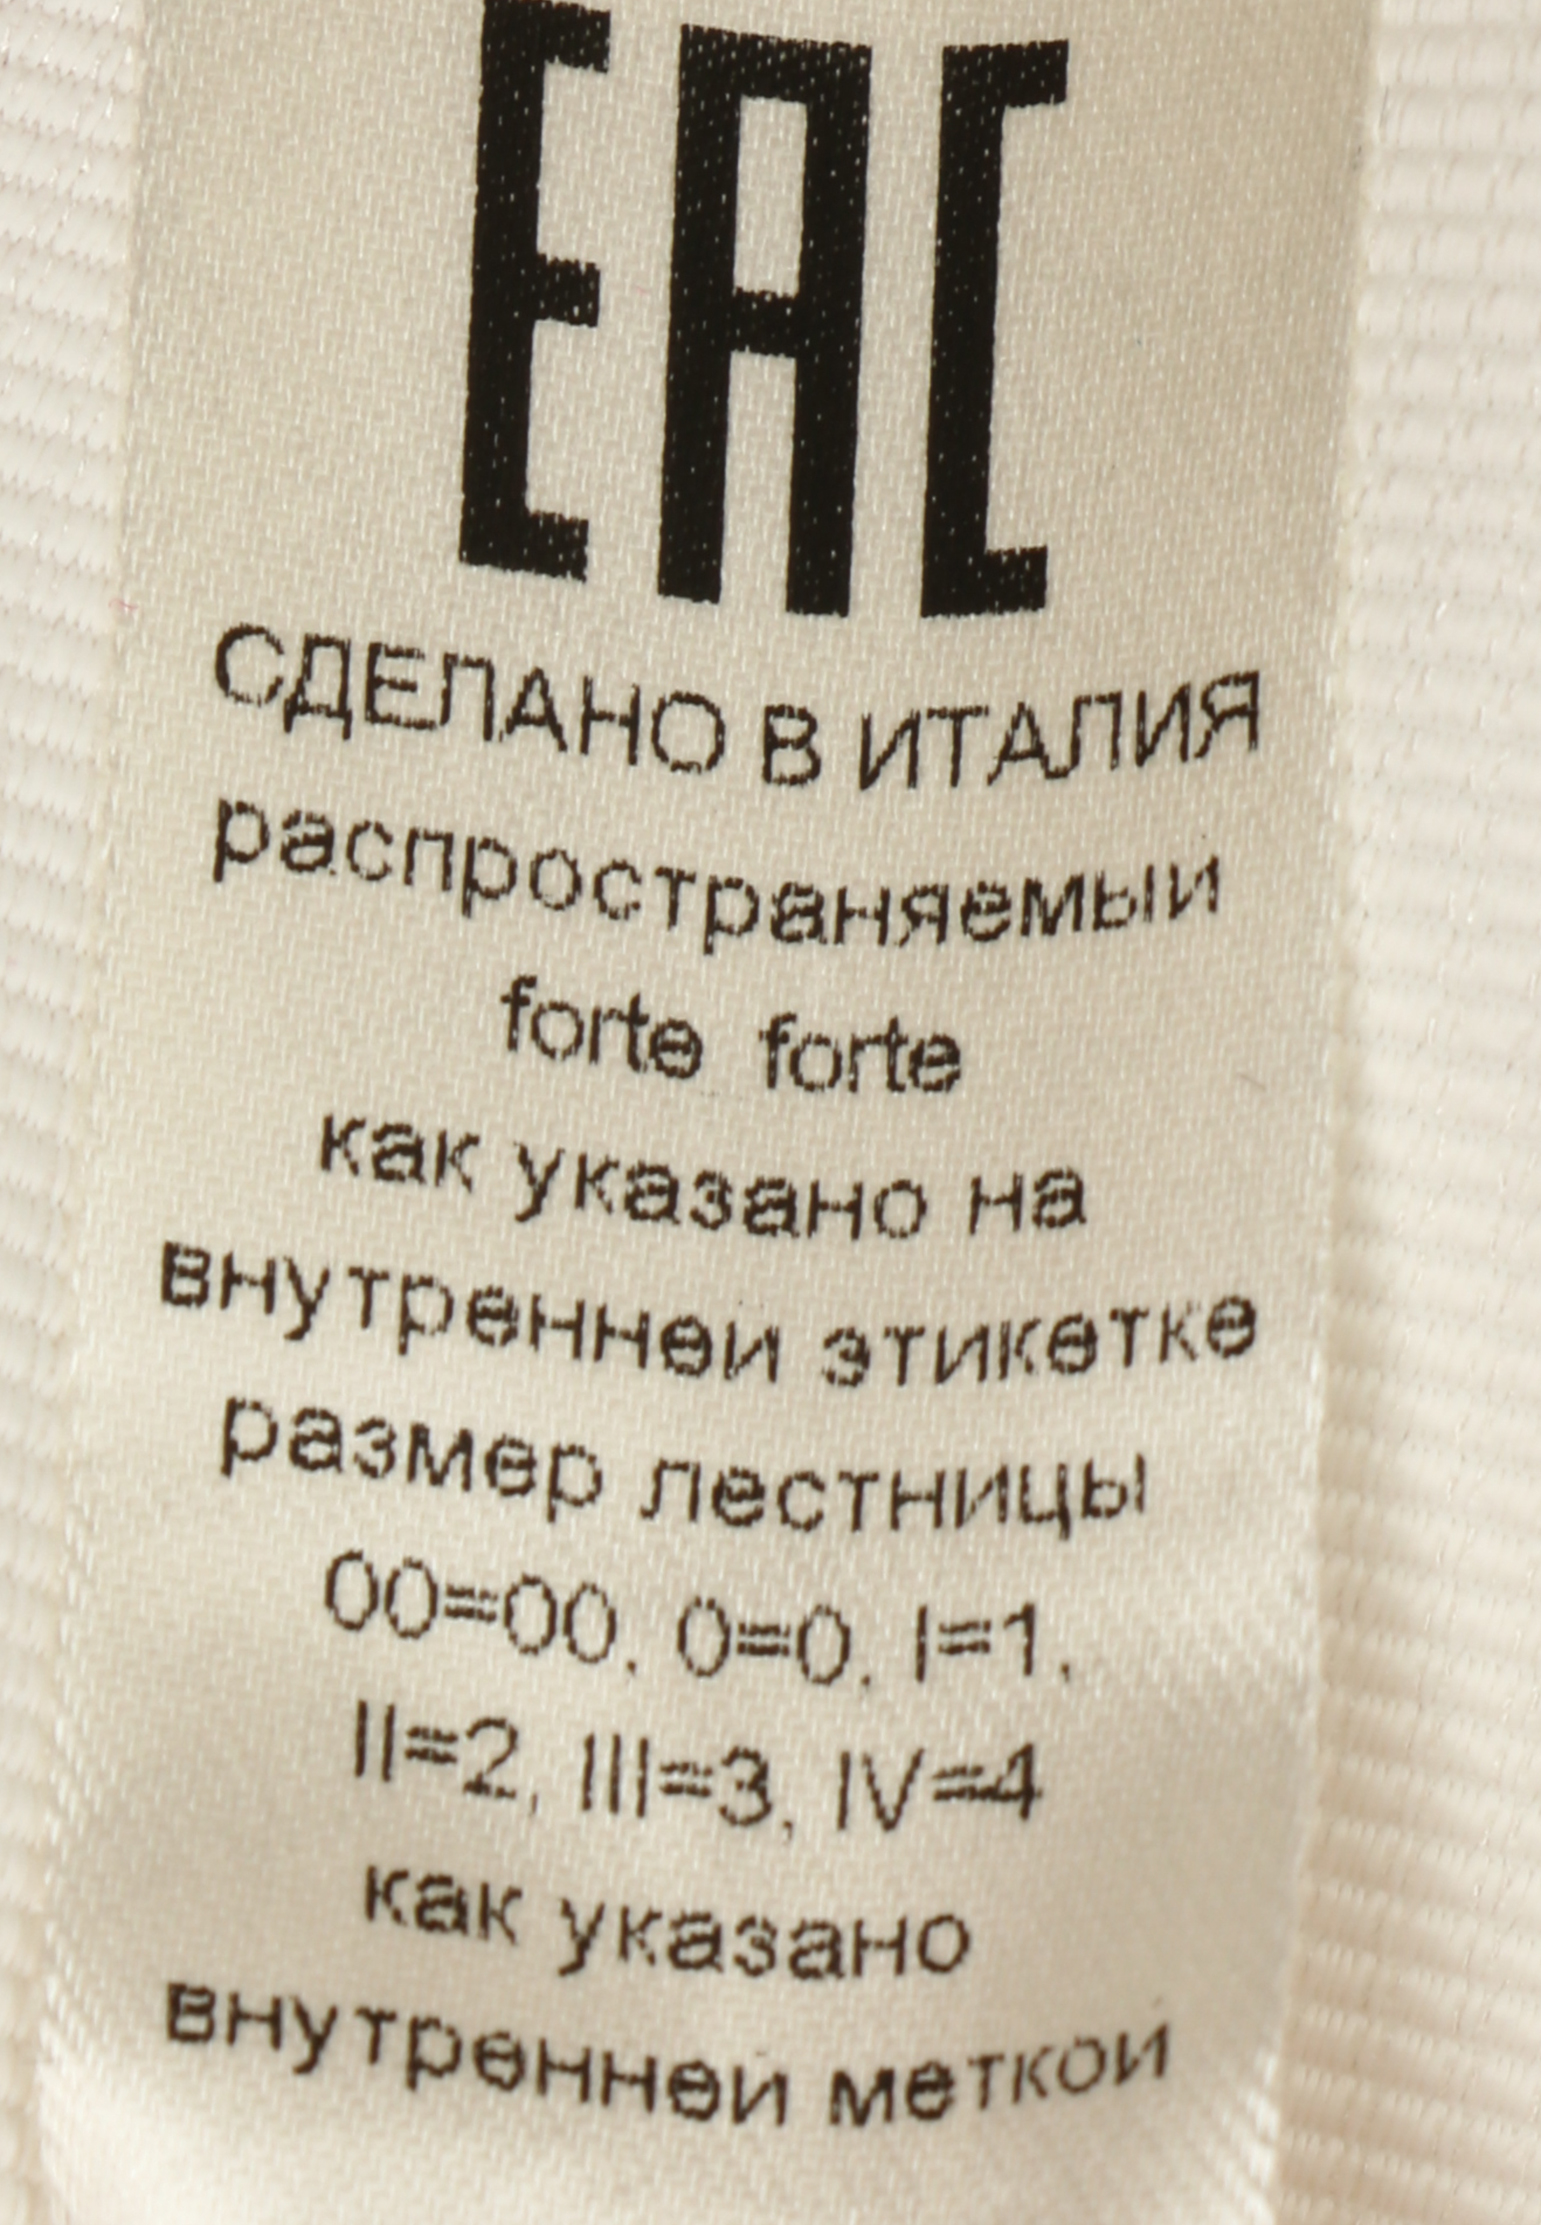 EAC
СДЕЛАНО В ИТАЛИЯ
распространяемый
forte forte
как указано на
внутренней этикетке
размер лестницы
00=00, 0=0, I=1,
II=2, III=3, IV=4
как указано
внутренней меткой